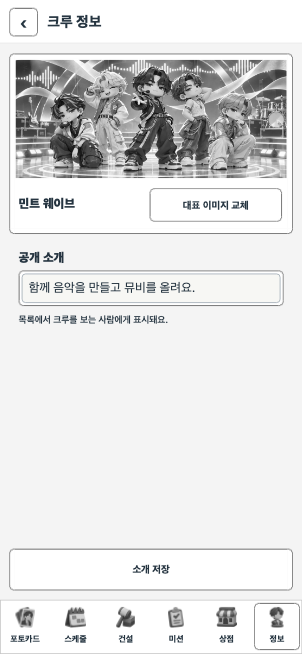 크루 정보
민트 웨이브
대표 이미지 교체
공개 소개
함께 음악을 만들고 뮤비를 올려요.
목록에서 크루를 보는 사람에게 표시돼요.
소개 저장
포토카드 스케줄 건설 미션 상점 정보